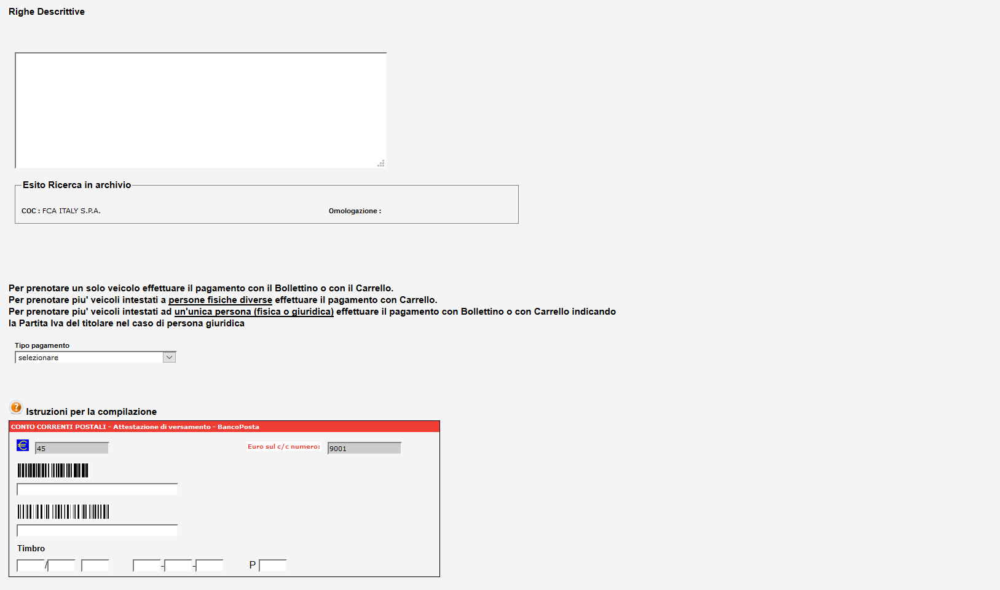 Righe Descrittive
Esito Ricerca in archivio
COC : FCA ITALY S.P.A. Omologazione :
Per prenotare un solo veicolo effettuare il pagamento con il Bollettino o con il Carrello.
Per prenotare piu' veicoli intestati a persone fisiche diverse effettuare il pagamento con Carrello.
Per prenotare piu' veicoli intestati ad un'unica persona (fisica o giuridica) effettuare il pagamento con Bollettino o con Carrello indicando
la Partita Iva del titolare nel caso di persona giuridica
Tipo pagamento
selezionare
? Istruzioni per la compilazione
CONTO CORRENTI POSTALI - Attestazione di versamento - BancoPosta
€ 45 Euro sul c/c numero: 9001
Timbro
/ - - P